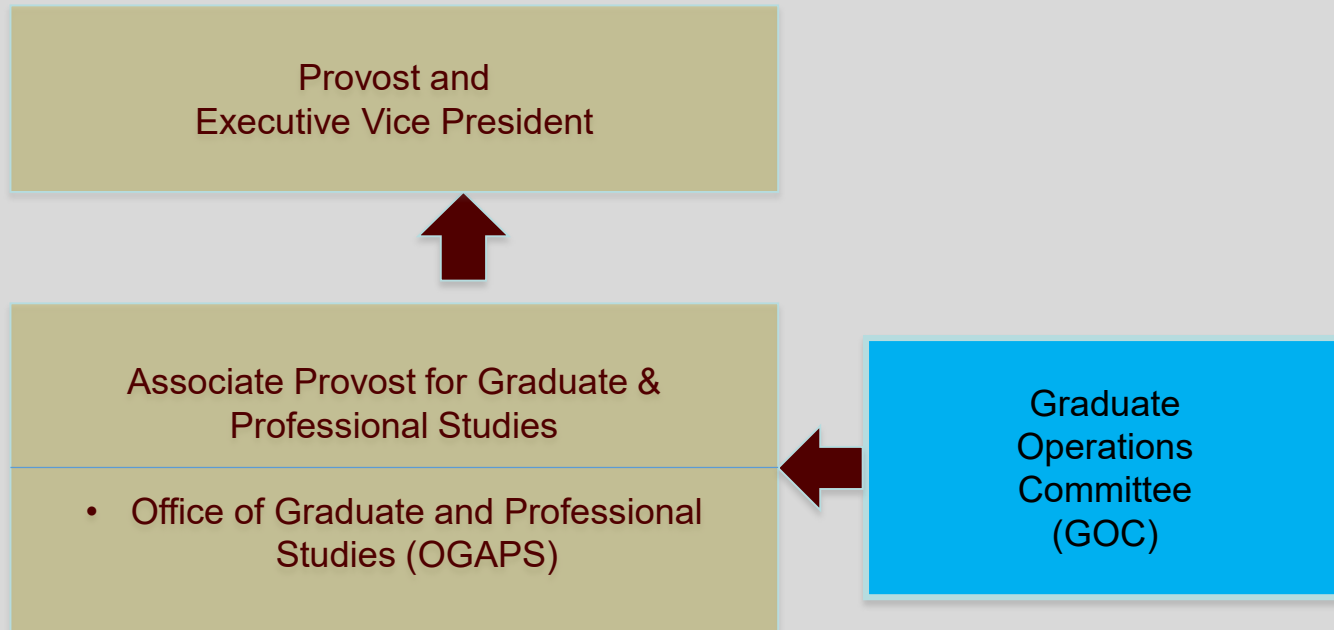 Provost and
Executive Vice President
Associate Provost for Graduate &
Professional Studies
• Office of Graduate and Professional
Studies (OGAPS)
Graduate
Operations
Committee
(GOC)